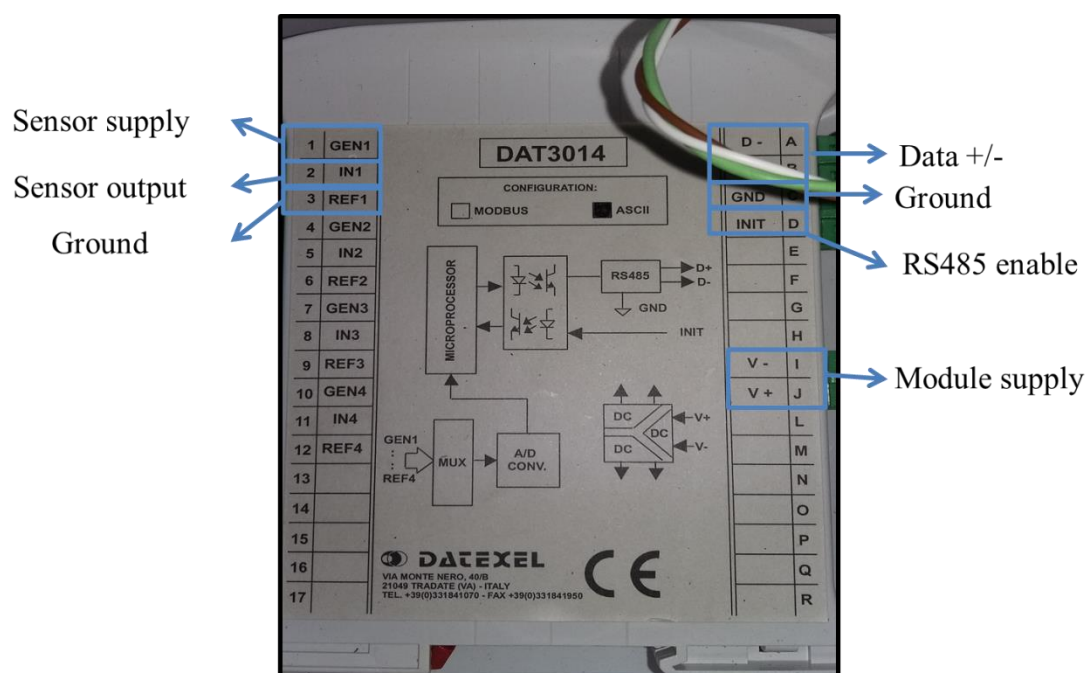 Sensor supply
Sensor output
Ground
1 GEN1
2 IN1
3 REF1
4 GEN2
5 IN2
6 REF2
7 GEN3
8 IN3
9 REF3
10 GEN4
11 IN4
12 REF4
13
14
15
16
17
DAT3014
CONFIGURATION:
MODBUS ASCII
MICROPROCESSOR
RS485
D+
D-
GND
INIT
GEN1
:
:
REF4
MUX
A/D
CONV.
DC
DC
DC
V+
V-
DATEXEL
VIA MONTE NERO, 40/B
21049 TRADATE (VA) - ITALY
TEL. +39(0)331841070 - FAX +39(0)331841950
CE
D - A
GND
INIT D
E
F
G
H
V - I
V + J
L
M
N
O
P
Q
R
Data +/-
Ground
RS485 enable
Module supply